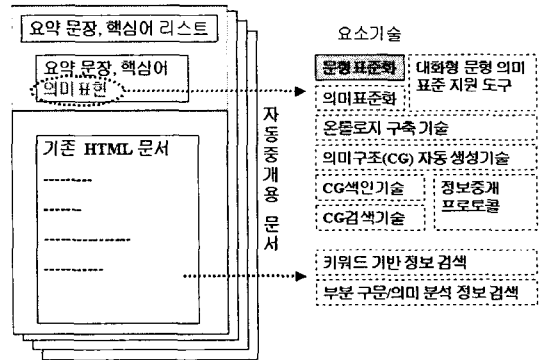 요약 문장, 핵심어 리스트
요약 문장, 핵심어
의미표현
기존 HTML 문서
자동중개용 문서
요소기술
문형표준화
대화형 문형 의미
표준 지원 도구
의미표준화
온톨로지 구축 기술
의미구조(CG) 자동 생성기술
CG색인기술
정보중개
프로토콜
CG검색기술
키워드 기반 정보 검색
부분 구문/의미 분석 정보 검색